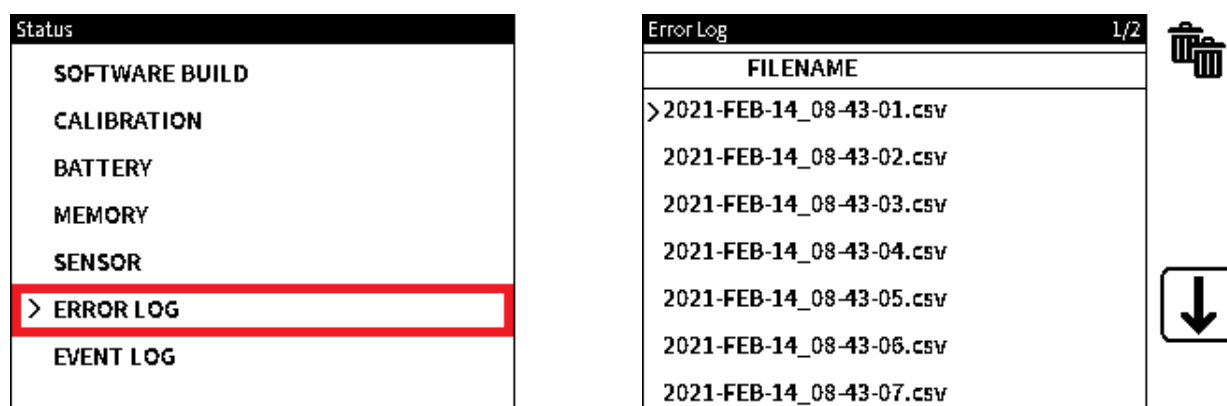 Status
SOFTWARE BUILD
CALIBRATION
BATTERY
MEMORY
SENSOR
> ERROR LOG
EVENT LOG
Error Log 1/2
FILENAME
>2021-FEB-14_08-43-01.csv
2021-FEB-14_08-43-02.csv
2021-FEB-14_08-43-03.csv
2021-FEB-14_08-43-04.csv
2021-FEB-14_08-43-05.csv
2021-FEB-14_08-43-06.csv
2021-FEB-14_08-43-07.csv